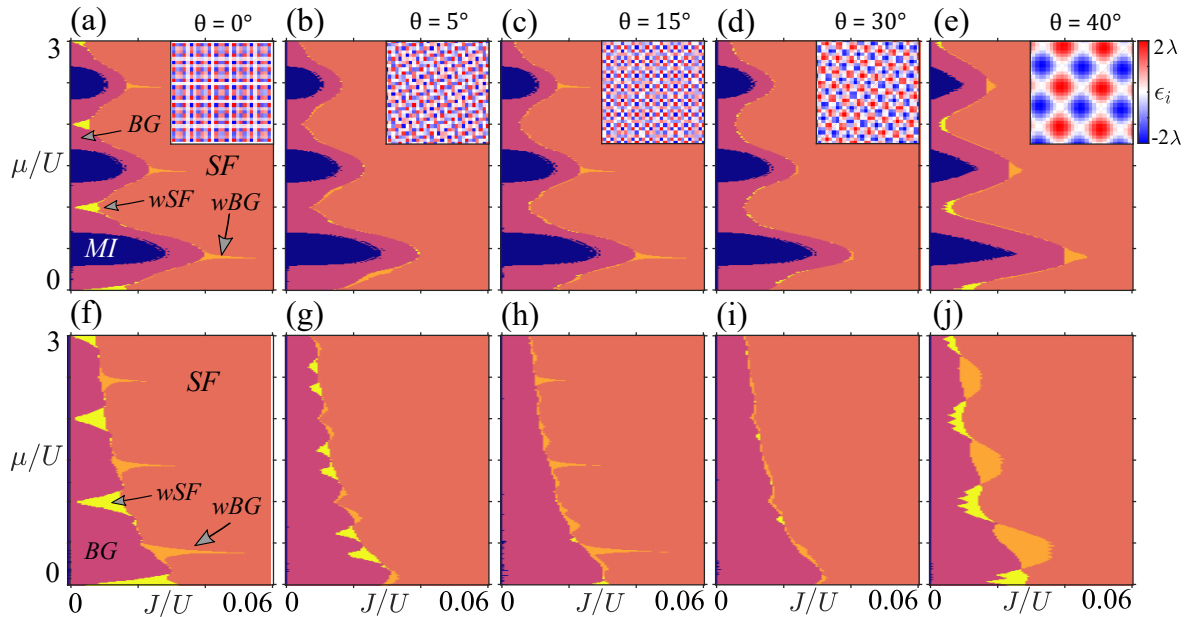 (a) (b) (c) (d) (e)
θ = 0° θ = 5° θ = 15° θ = 30° θ = 40°
3
2λ
BG
ϵi
-2λ
μ/U
SF
wSF
wBG
MI
0
(f) (g) (h) (i) (j)
3
SF
μ/U
wSF
wBG
BG
0
0 J/U 0.06 0 J/U 0.06 0 J/U 0.06 0 J/U 0.06 0 J/U 0.06